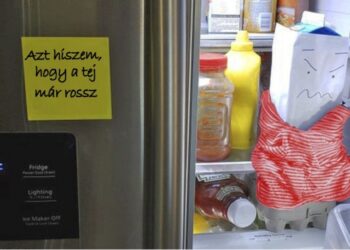 Azt hiszem,
hogy a tej
már rossz
Fridge
Lighting
Ice Maker Off